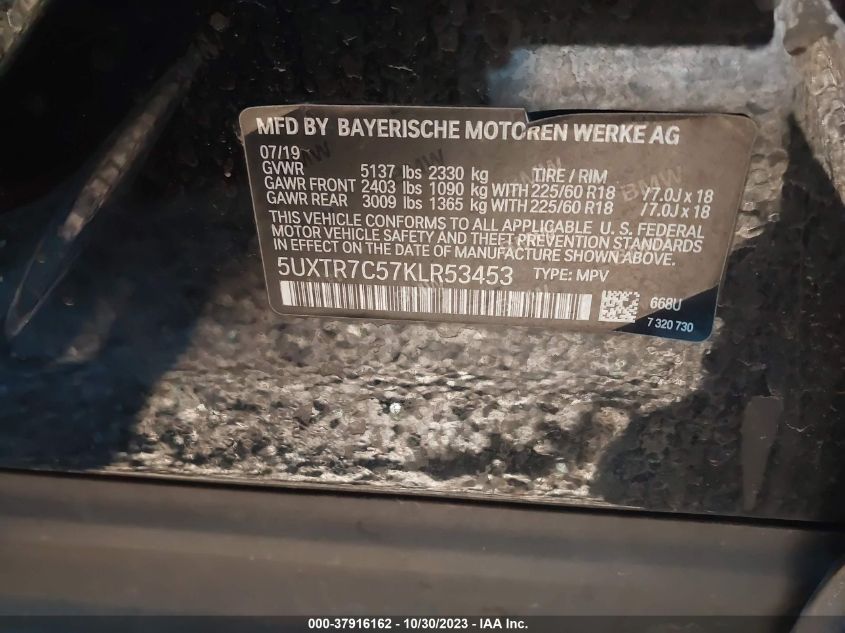 MFD BY BAYERISCHE MOTOREN WERKE AG
07/19
GVWR 5137 lbs 2330 kg TIRE / RIM
GAWR FRONT 2403 lbs 1090 kg WITH 225/60 R18 /7.0J x 18
GAWR REAR 3009 lbs 1365 kg WITH 225/60 R18 /7.0J x 18
THIS VEHICLE CONFORMS TO ALL APPLICABLE U. S. FEDERAL
MOTOR VEHICLE SAFETY AND THEFT PREVENTION STANDARDS
IN EFFECT ON THE DATE OF MANUFACTURE SHOWN ABOVE.
5UXTR7C57KLR53453 TYPE: MPV
668U
7 320 730
BMW
BMW
BMW
000-37916162 - 10/30/2023 - IAA Inc.